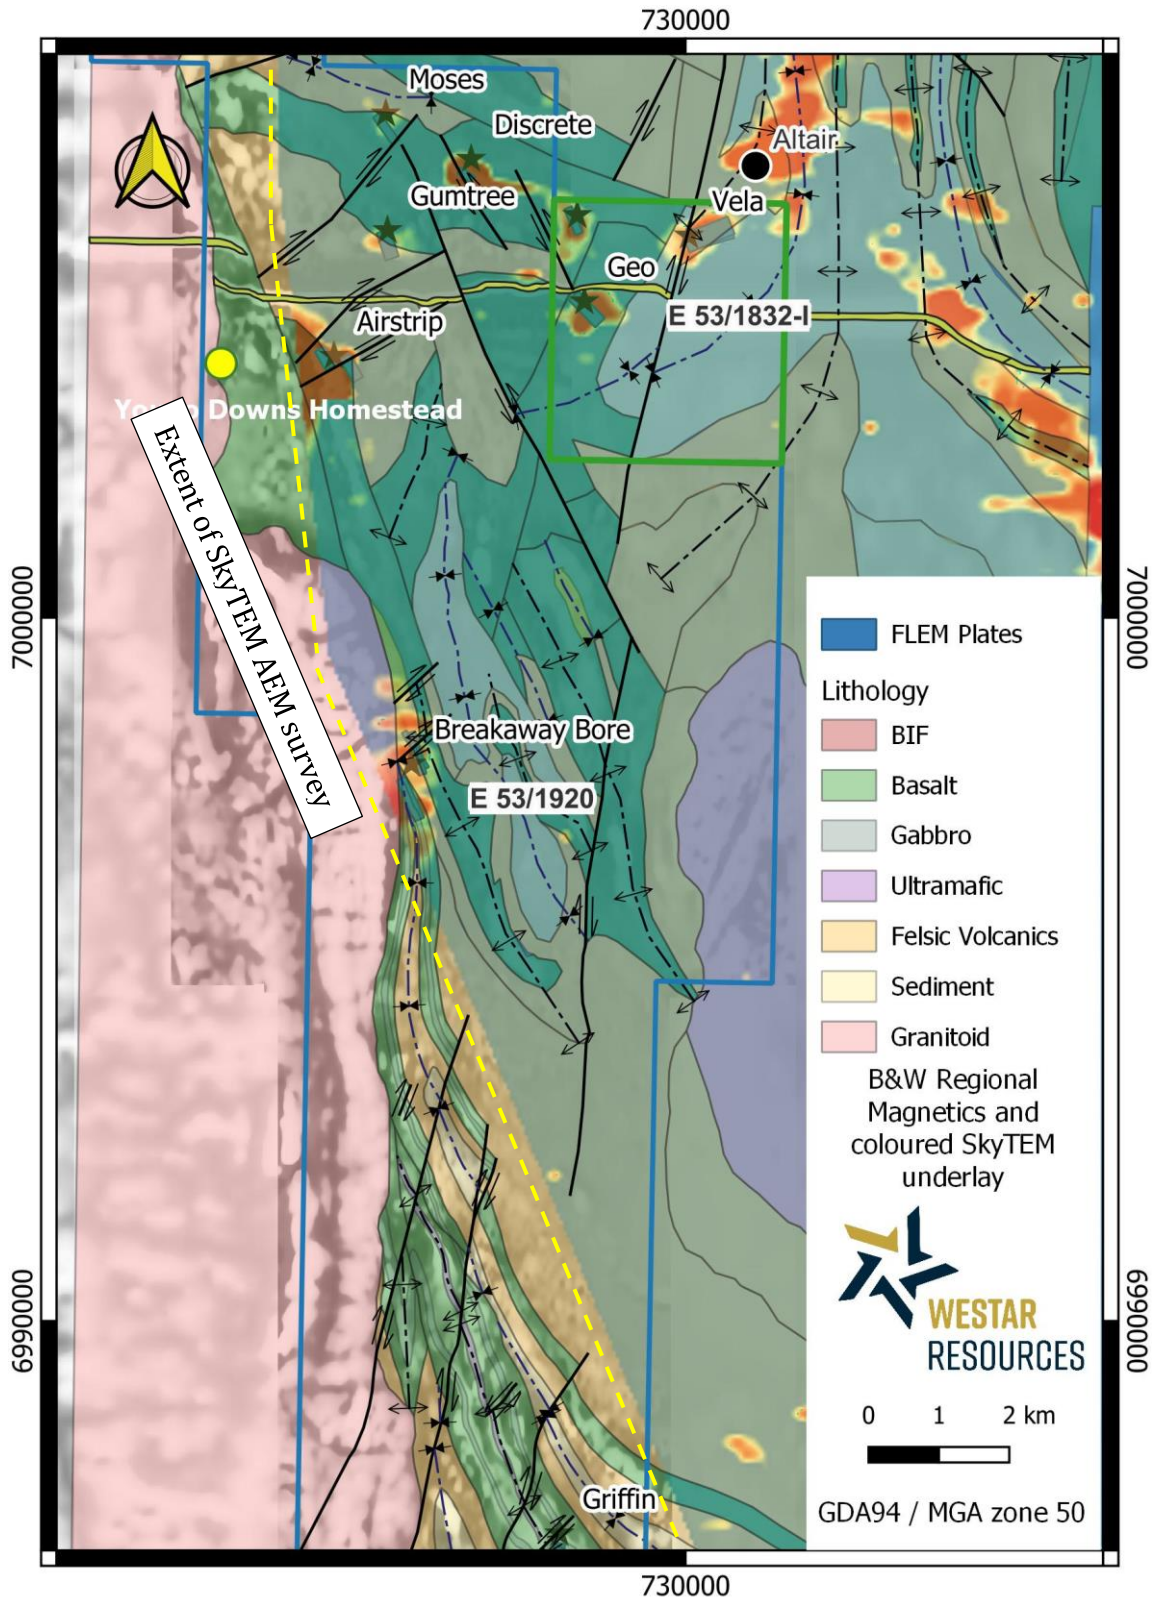 730000
Moses
Discrete
Altair
Gumtree
Vela
Geo
E 53/1832-I
Airstrip
Downs Homestead
Extent of SkyTEM AEM survey
7000000
7000000
FLEM Plates
Lithology
BIF
Basalt
Gabbro
Ultramafic
Felsic Volcanics
Sediment
Granitoid
B&W Regional
Magnetics and
coloured SkyTEM
underlay
Breakaway Bore
E 53/1920
WESTAR
RESOURCES
6990000
6990000
0 1 2 km
Griffin
GDA94 / MGA zone 50
730000